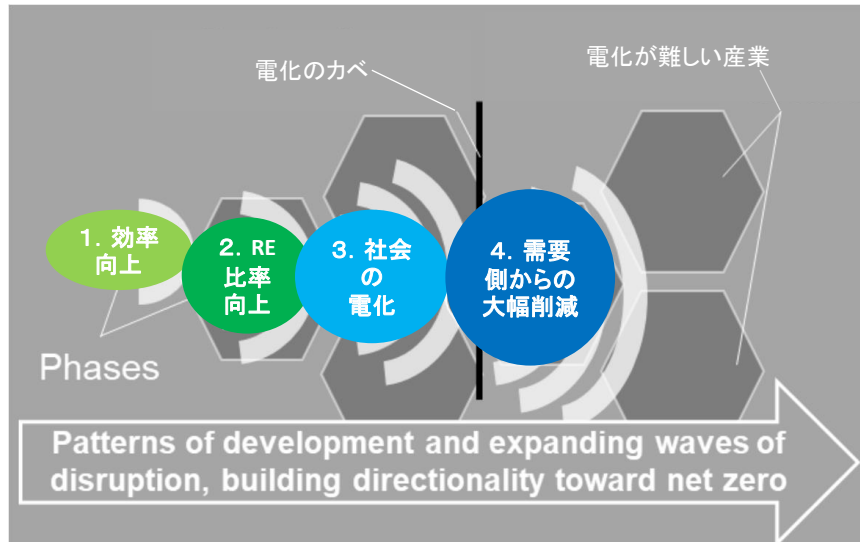 電化のカベ
電化が難しい産業
１．効率
向上
２．RE
比率
向上
３．社会
の
電化
４．需要
側からの
大幅削減
Phases
Patterns of development and expanding waves of
disruption, building directionality toward net zero